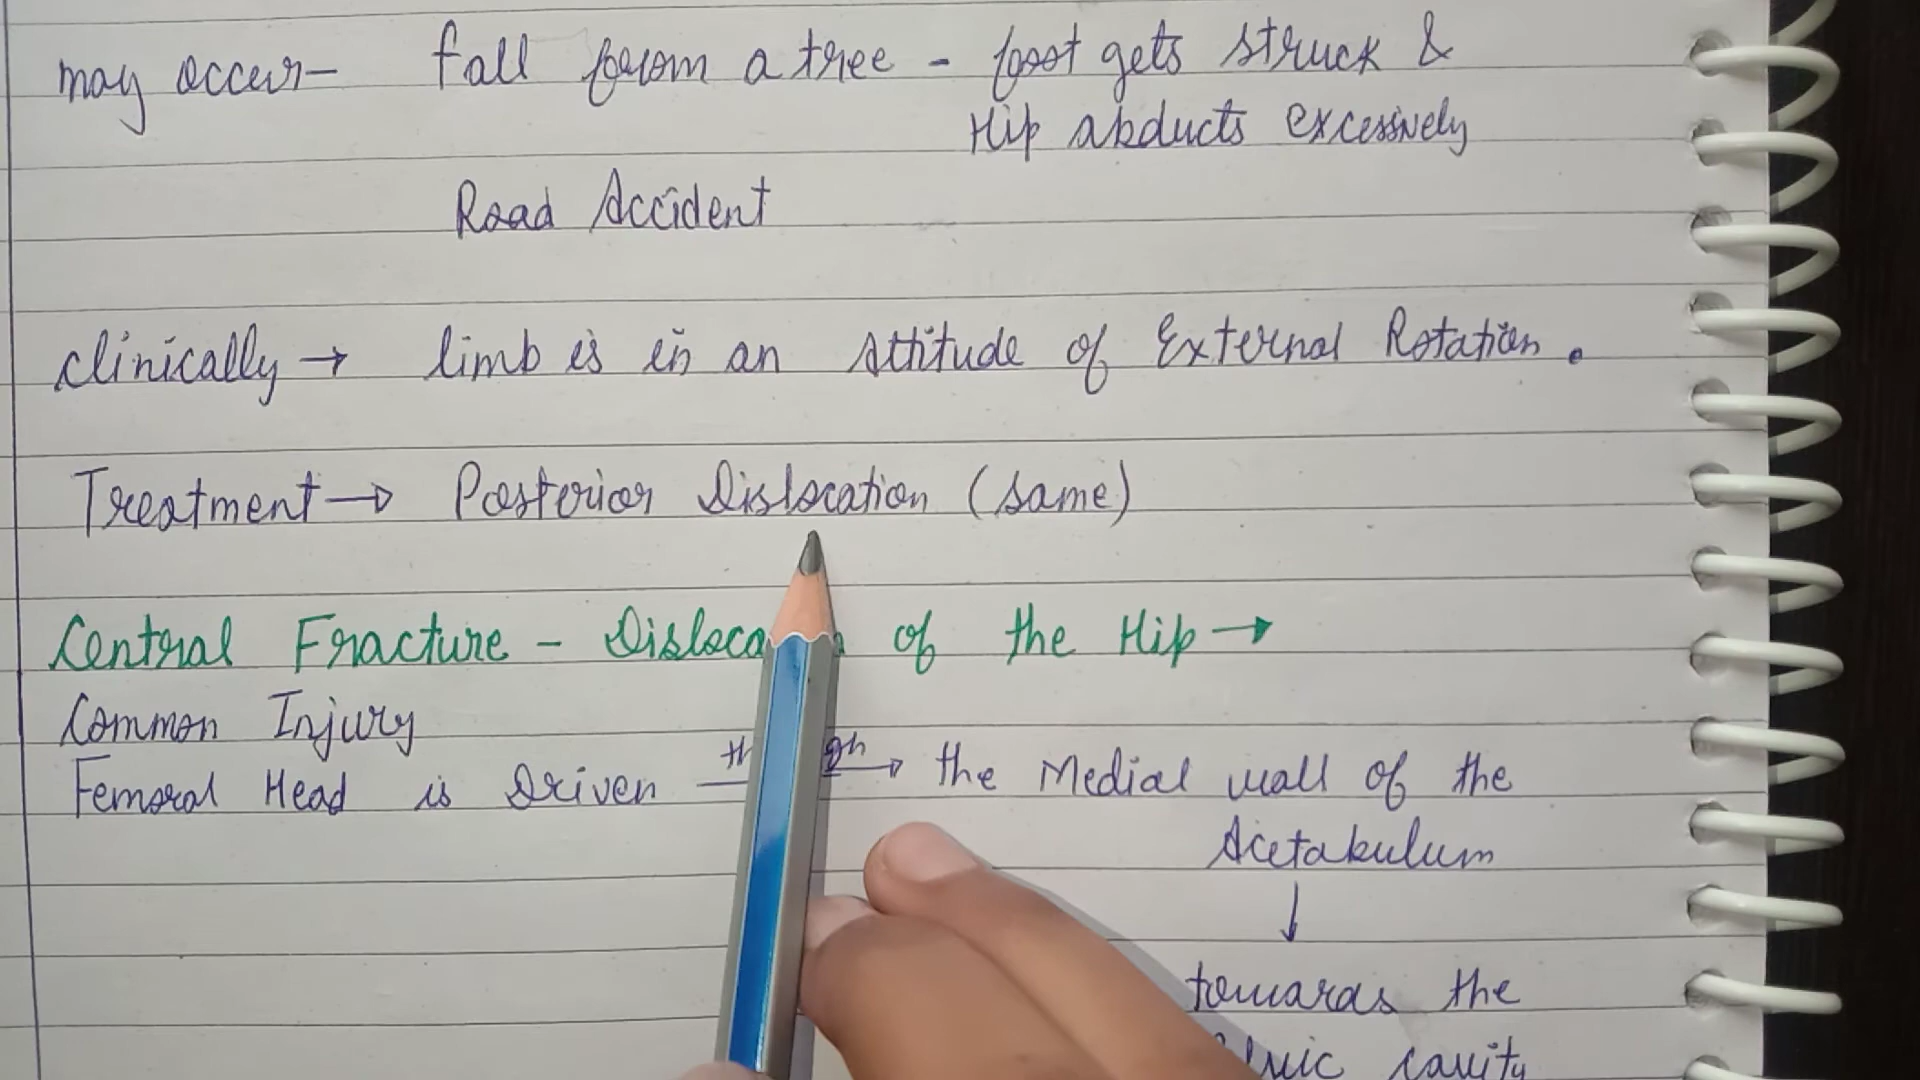 may occur- fall from a tree - foot gets struck &
Hip abducts excessively
Road Accident
clinically → limb is in an Attitude of External Rotation.
Treatment → Posterior Dislocation (same)
Central Fracture - of the Hip →
Common Injury
Femoral Head is Driven → the Medial wall of the
Acetabulum
↓
towards the
cavity